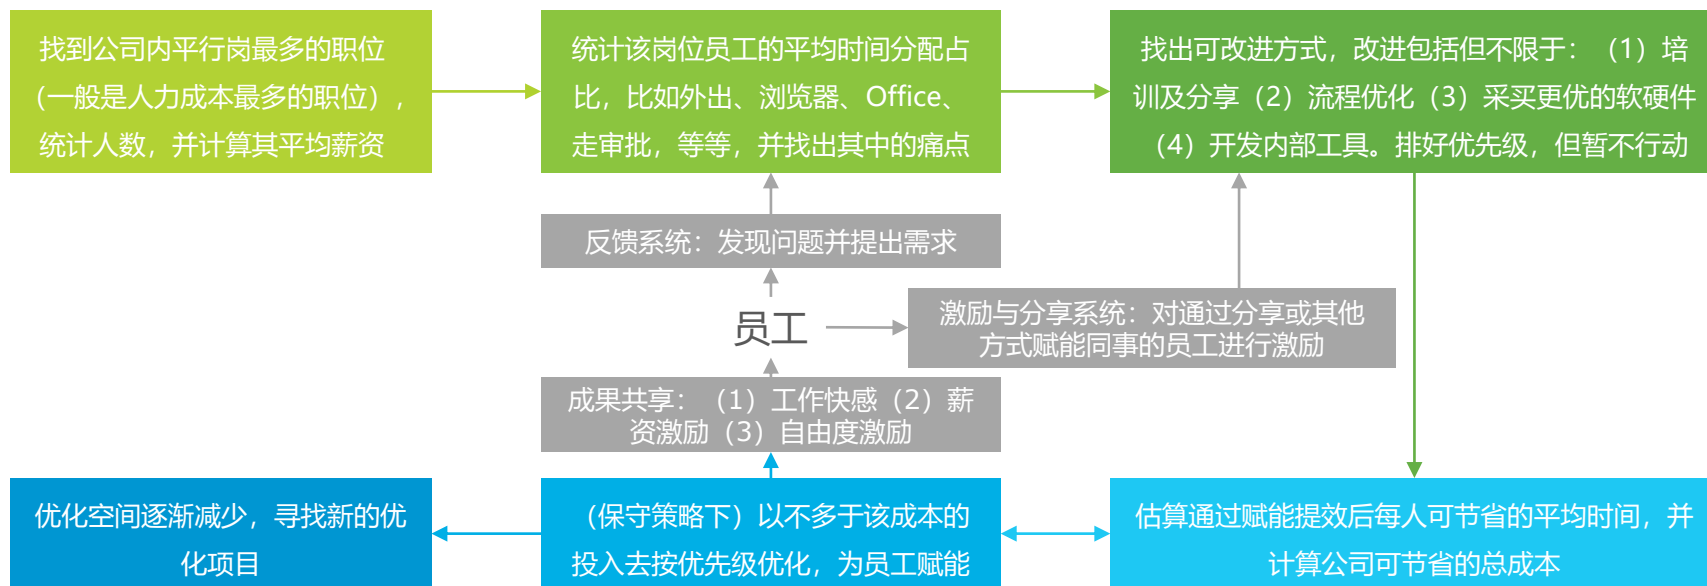 找到公司内平行岗最多的职位
（一般是人力成本最多的职位），
统计人数，并计算其平均薪资
统计该岗位员工的平均时间分配占
比，比如外出、浏览器、Office、
走审批，等等，并找出其中的痛点
找出可改进方式，改进包括但不限于：（1）培
训及分享（2）流程优化（3）采买更优的软硬件
（4）开发内部工具。排好优先级，但暂不行动
反馈系统：发现问题并提出需求
员工
激励与分享系统：对通过分享或其他
方式赋能同事的员工进行激励
成果共享：（1）工作快感（2）薪
资激励（3）自由度激励
优化空间逐渐减少，寻找新的优
化项目
（保守策略下）以不多于该成本的
投入去按优先级优化，为员工赋能
估算通过赋能提效后每人可节省的平均时间，并
计算公司可节省的总成本